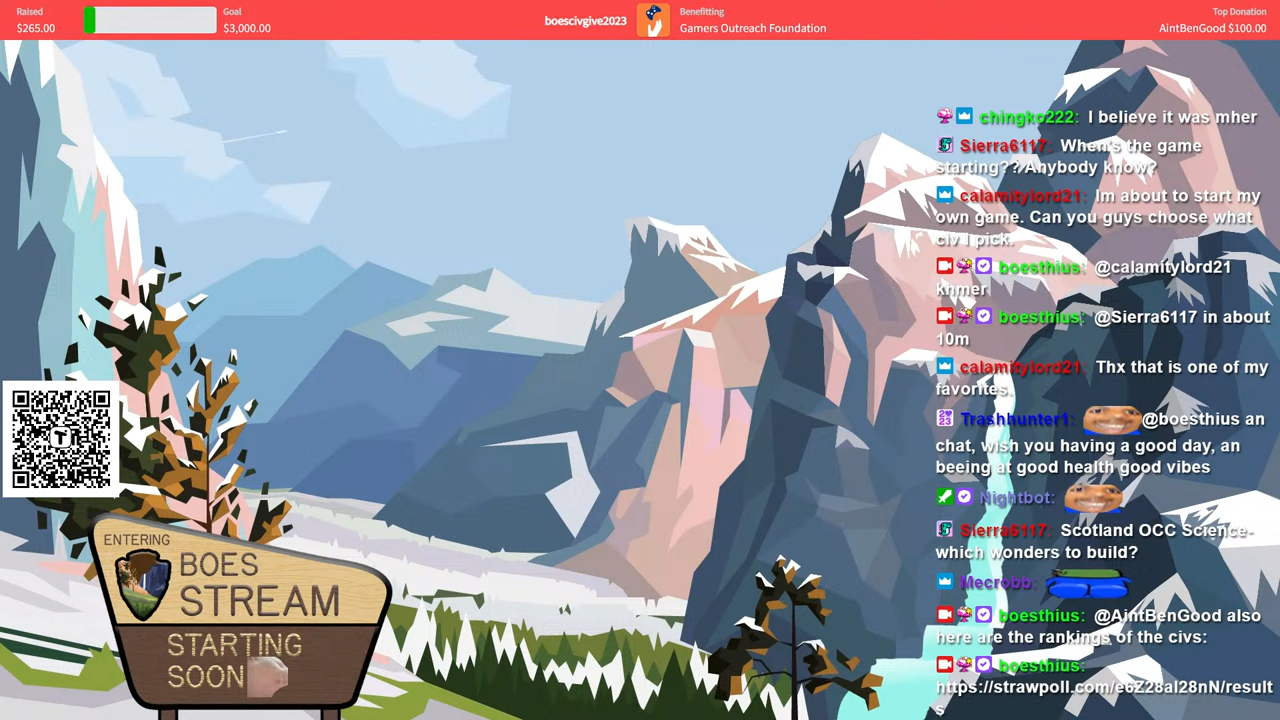 Raised
$265.00
Goal
$3,000.00
boescivgive2023
Benefitting
Gamers Outreach Foundation
Top Donation
AintBenGood $100.00
chingko222: I believe it was mher
Sierra6117: When's the game
starting?? Anybody know?
calamitylord21: Im about to start my
own game. Can you guys choose what
civ I pick.
boesthius: @calamitylord21
khmer
boesthius: @Sierra6117 in about
10m
calamitylord21: Thx that is one of my
favorites.
Trashhunter1: @boesthius an
chat, wish you having a good day, an
beeing at good health good vibes
Nightbot:
Sierra6117: Scotland OCC Science-
which wonders to build?
Mecrobb:
boesthius: @AintBenGood also
here are the rankings of the civs:
boesthius:
https://strawpoll.com/e6Z28aI28nN/result
s
ENTERING
BOES
STREAM
STARTING
SOON